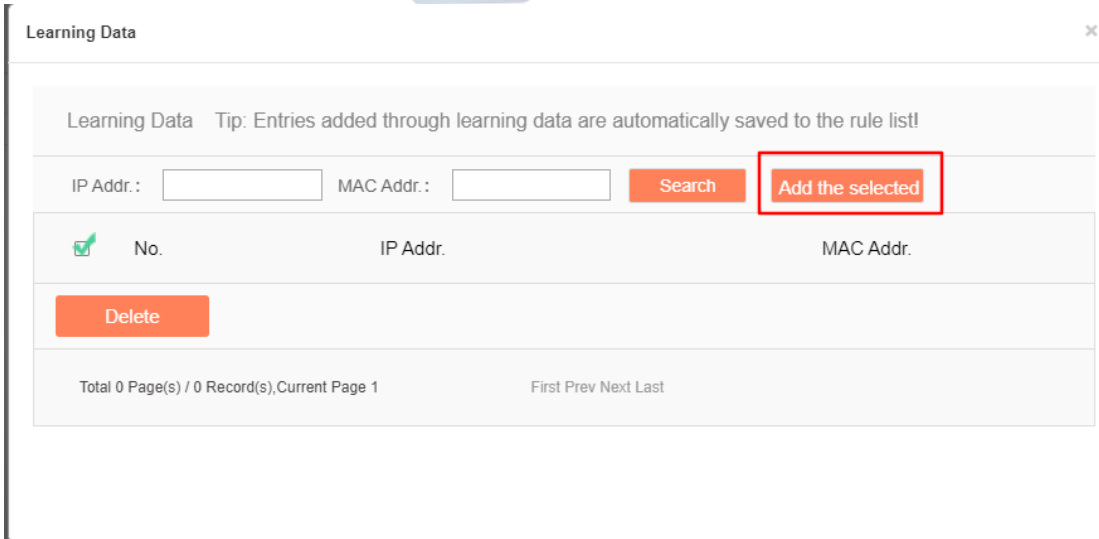 Learning Data ×
Learning Data Tip: Entries added through learning data are automatically saved to the rule list!
IP Addr.: MAC Addr.: Search Add the selected
No. IP Addr. MAC Addr.
Delete
Total 0 Page(s) / 0 Record(s),Current Page 1 First Prev Next Last